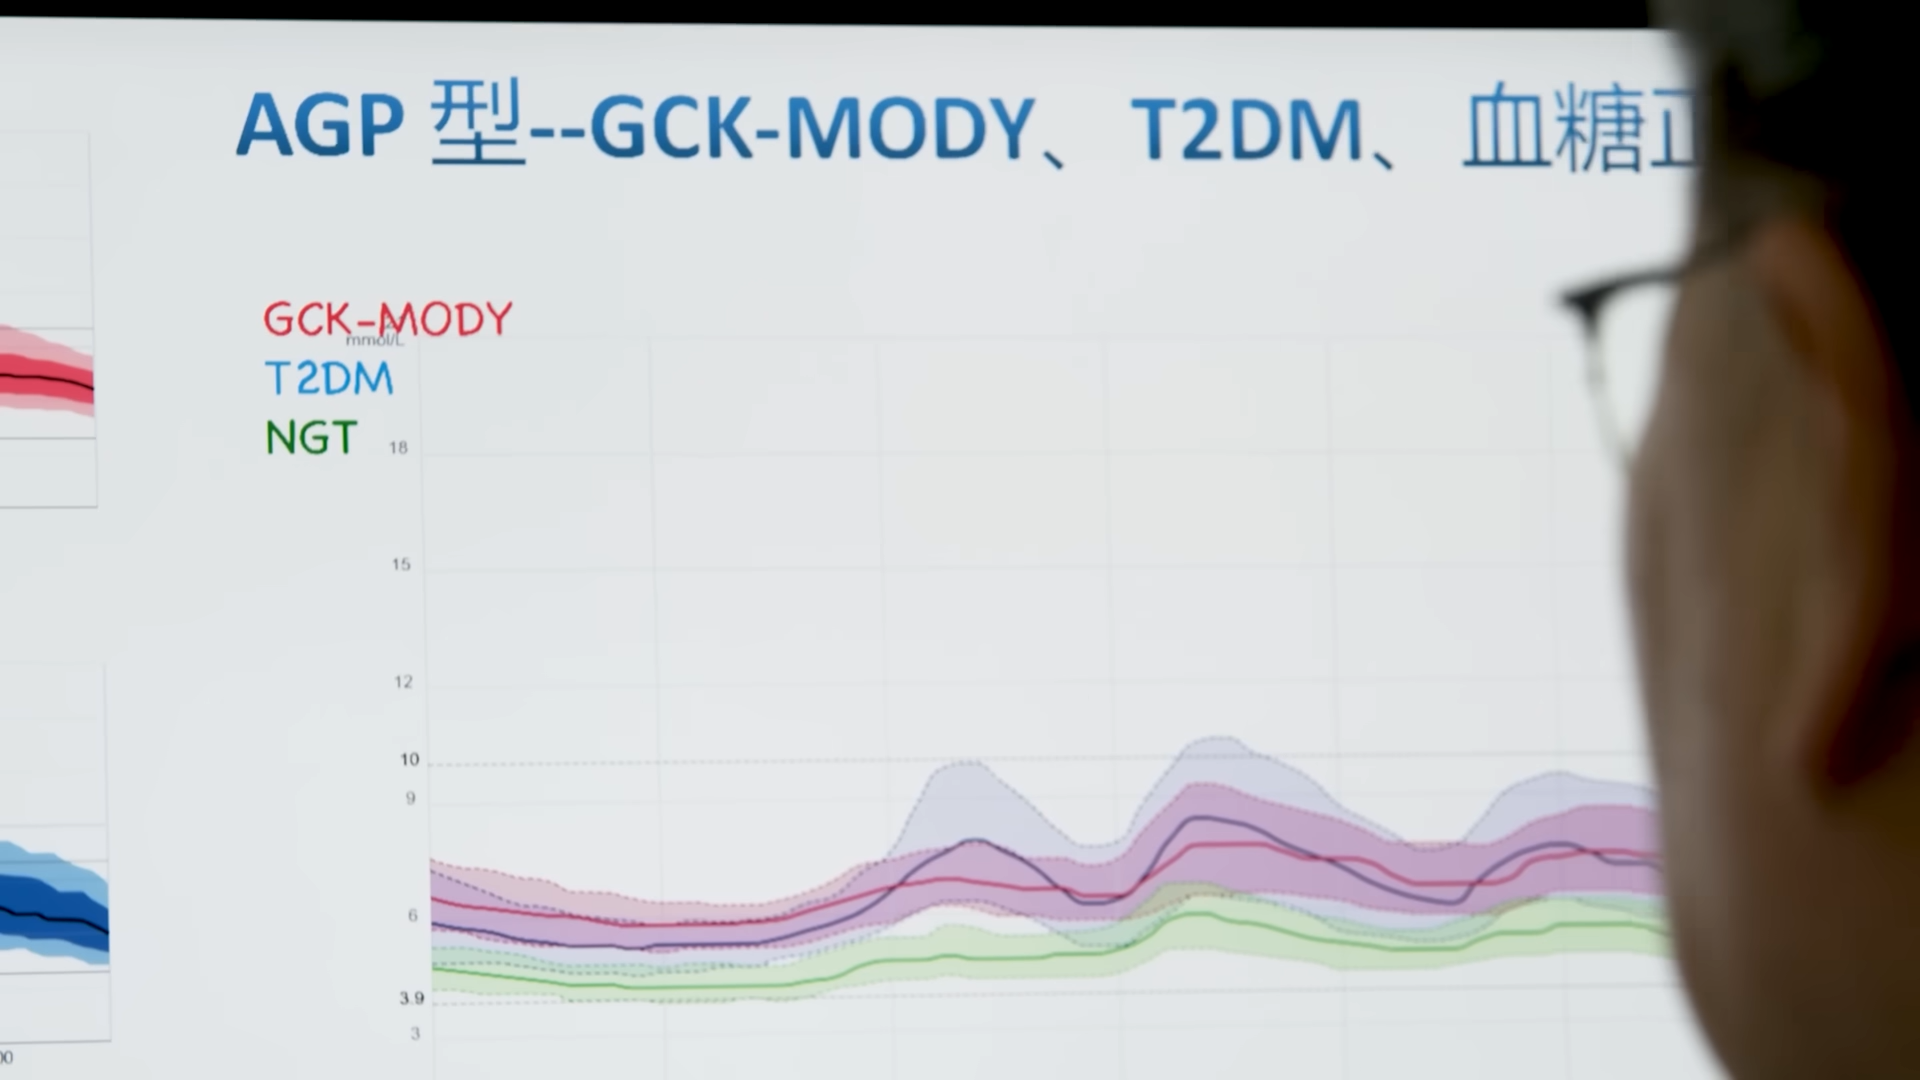 AGP 型--GCK-MODY、T2DM、血糖
GCK-MODY
mmol/L
T2DM
NGT
18
15
12
10
9
6
3.9
3